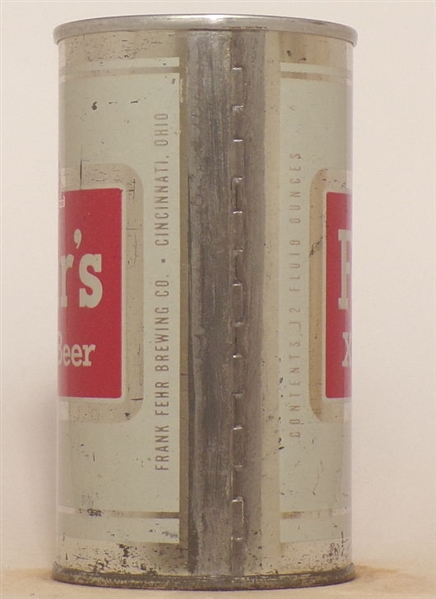 r's
Beer
FRANK FEHR BREWING CO. • CINCINNATI, OHIO
CONTENTS 12 FLUID OUNCES
F
X